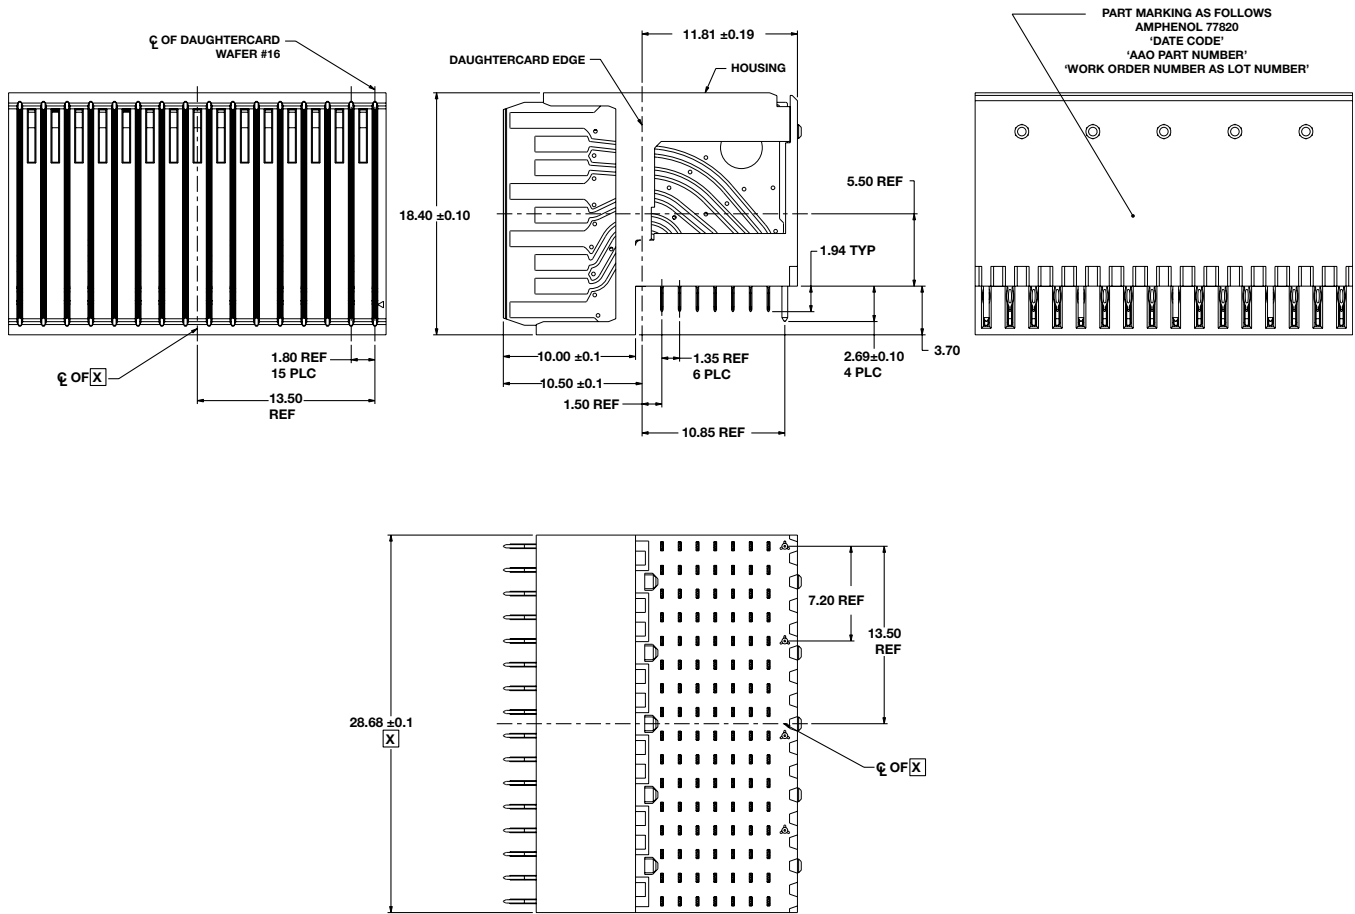 ℄ OF DAUGHTERCARD
WAFER #16
℄ OF X
1.80 REF
15 PLC
13.50
REF
18.40 ±0.10
DAUGHTERCARD EDGE
11.81 ±0.19
HOUSING
5.50 REF
1.94 TYP
10.00 ±0.1
10.50 ±0.1
1.35 REF
6 PLC
1.50 REF
10.85 REF
2.69±0.10
4 PLC
3.70
PART MARKING AS FOLLOWS
AMPHENOL 77820
‘DATE CODE’
‘AAO PART NUMBER’
‘WORK ORDER NUMBER AS LOT NUMBER’
28.68 ±0.1
X
7.20 REF
13.50
REF
℄ OF X